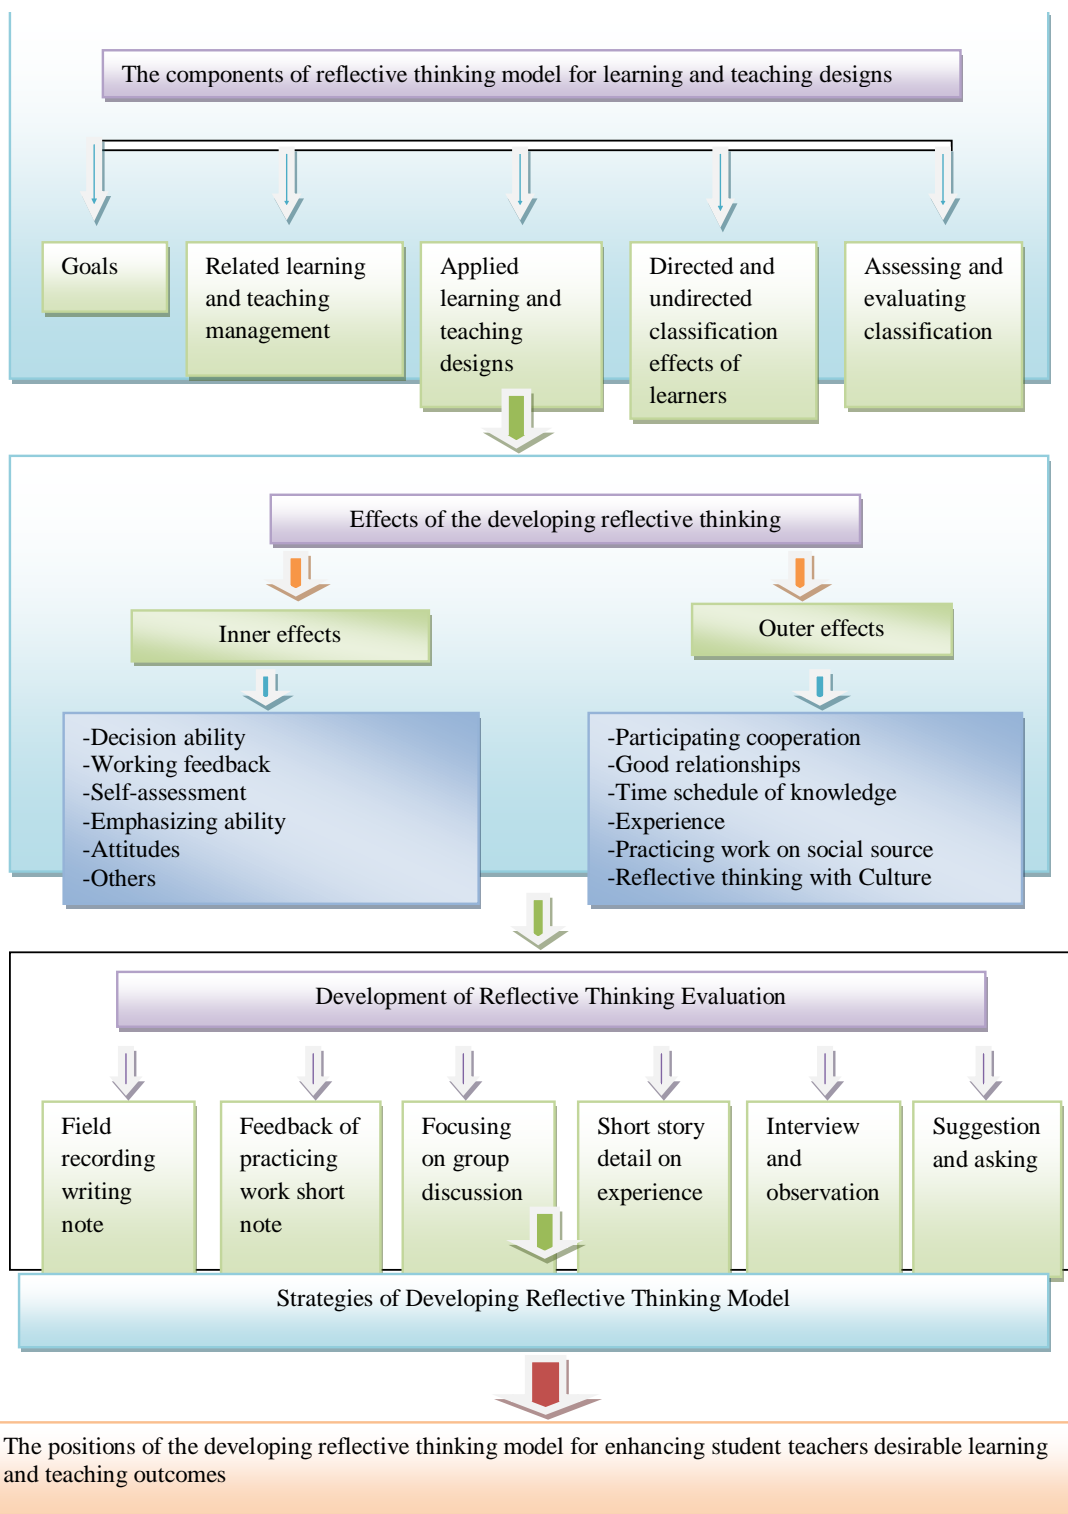 The components of reflective thinking model for learning and teaching designs
Goals
Related learning
and teaching
management
Applied
learning and
teaching
designs
Directed and
undirected
classification
effects of
learners
Assessing and
evaluating
classification
Effects of the developing reflective thinking
Inner effects
Outer effects
-Decision ability
-Working feedback
-Self-assessment
-Emphasizing ability
-Attitudes
-Others
-Participating cooperation
-Good relationships
-Time schedule of knowledge
-Experience
-Practicing work on social source
-Reflective thinking with Culture
Development of Reflective Thinking Evaluation
Field
recording
writing
note
Feedback of
practicing
work short
note
Focusing
on group
discussion
Short story
detail on
experience
Interview
and
observation
Suggestion
and asking
Strategies of Developing Reflective Thinking Model
The positions of the developing reflective thinking model for enhancing student teachers desirable learning
and teaching outcomes